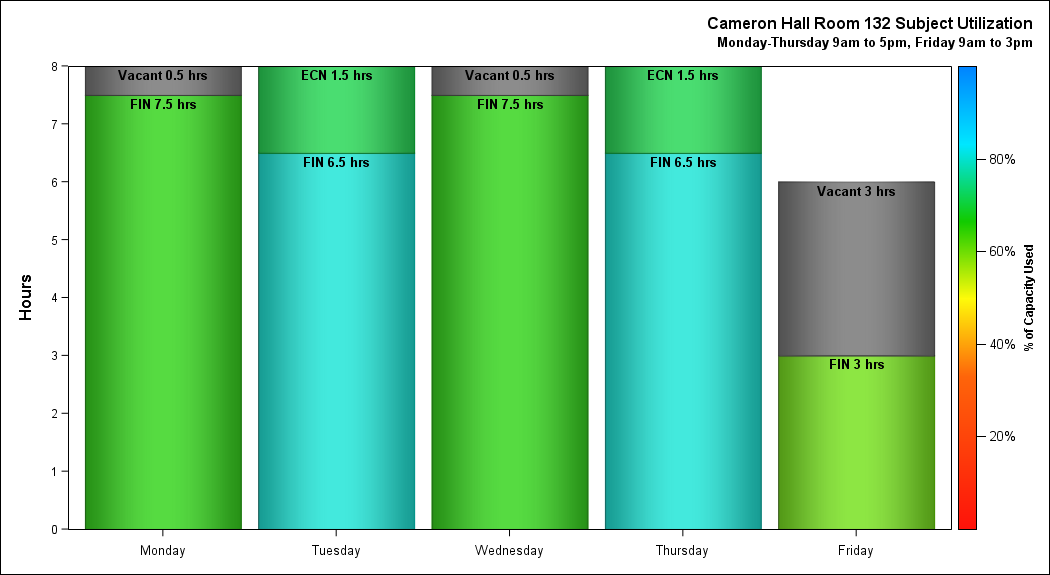 Cameron Hall Room 132 Subject Utilization
Monday-Thursday 9am to 5pm, Friday 9am to 3pm
Hours
8
7
6
5
4
3
2
1
0
Vacant 0.5 hrs
FIN 7.5 hrs
ECN 1.5 hrs
FIN 6.5 hrs
Vacant 0.5 hrs
FIN 7.5 hrs
ECN 1.5 hrs
FIN 6.5 hrs
Vacant 3 hrs
FIN 3 hrs
Monday
Tuesday
Wednesday
Thursday
Friday
80%
60%
40%
20%
% of Capacity Used